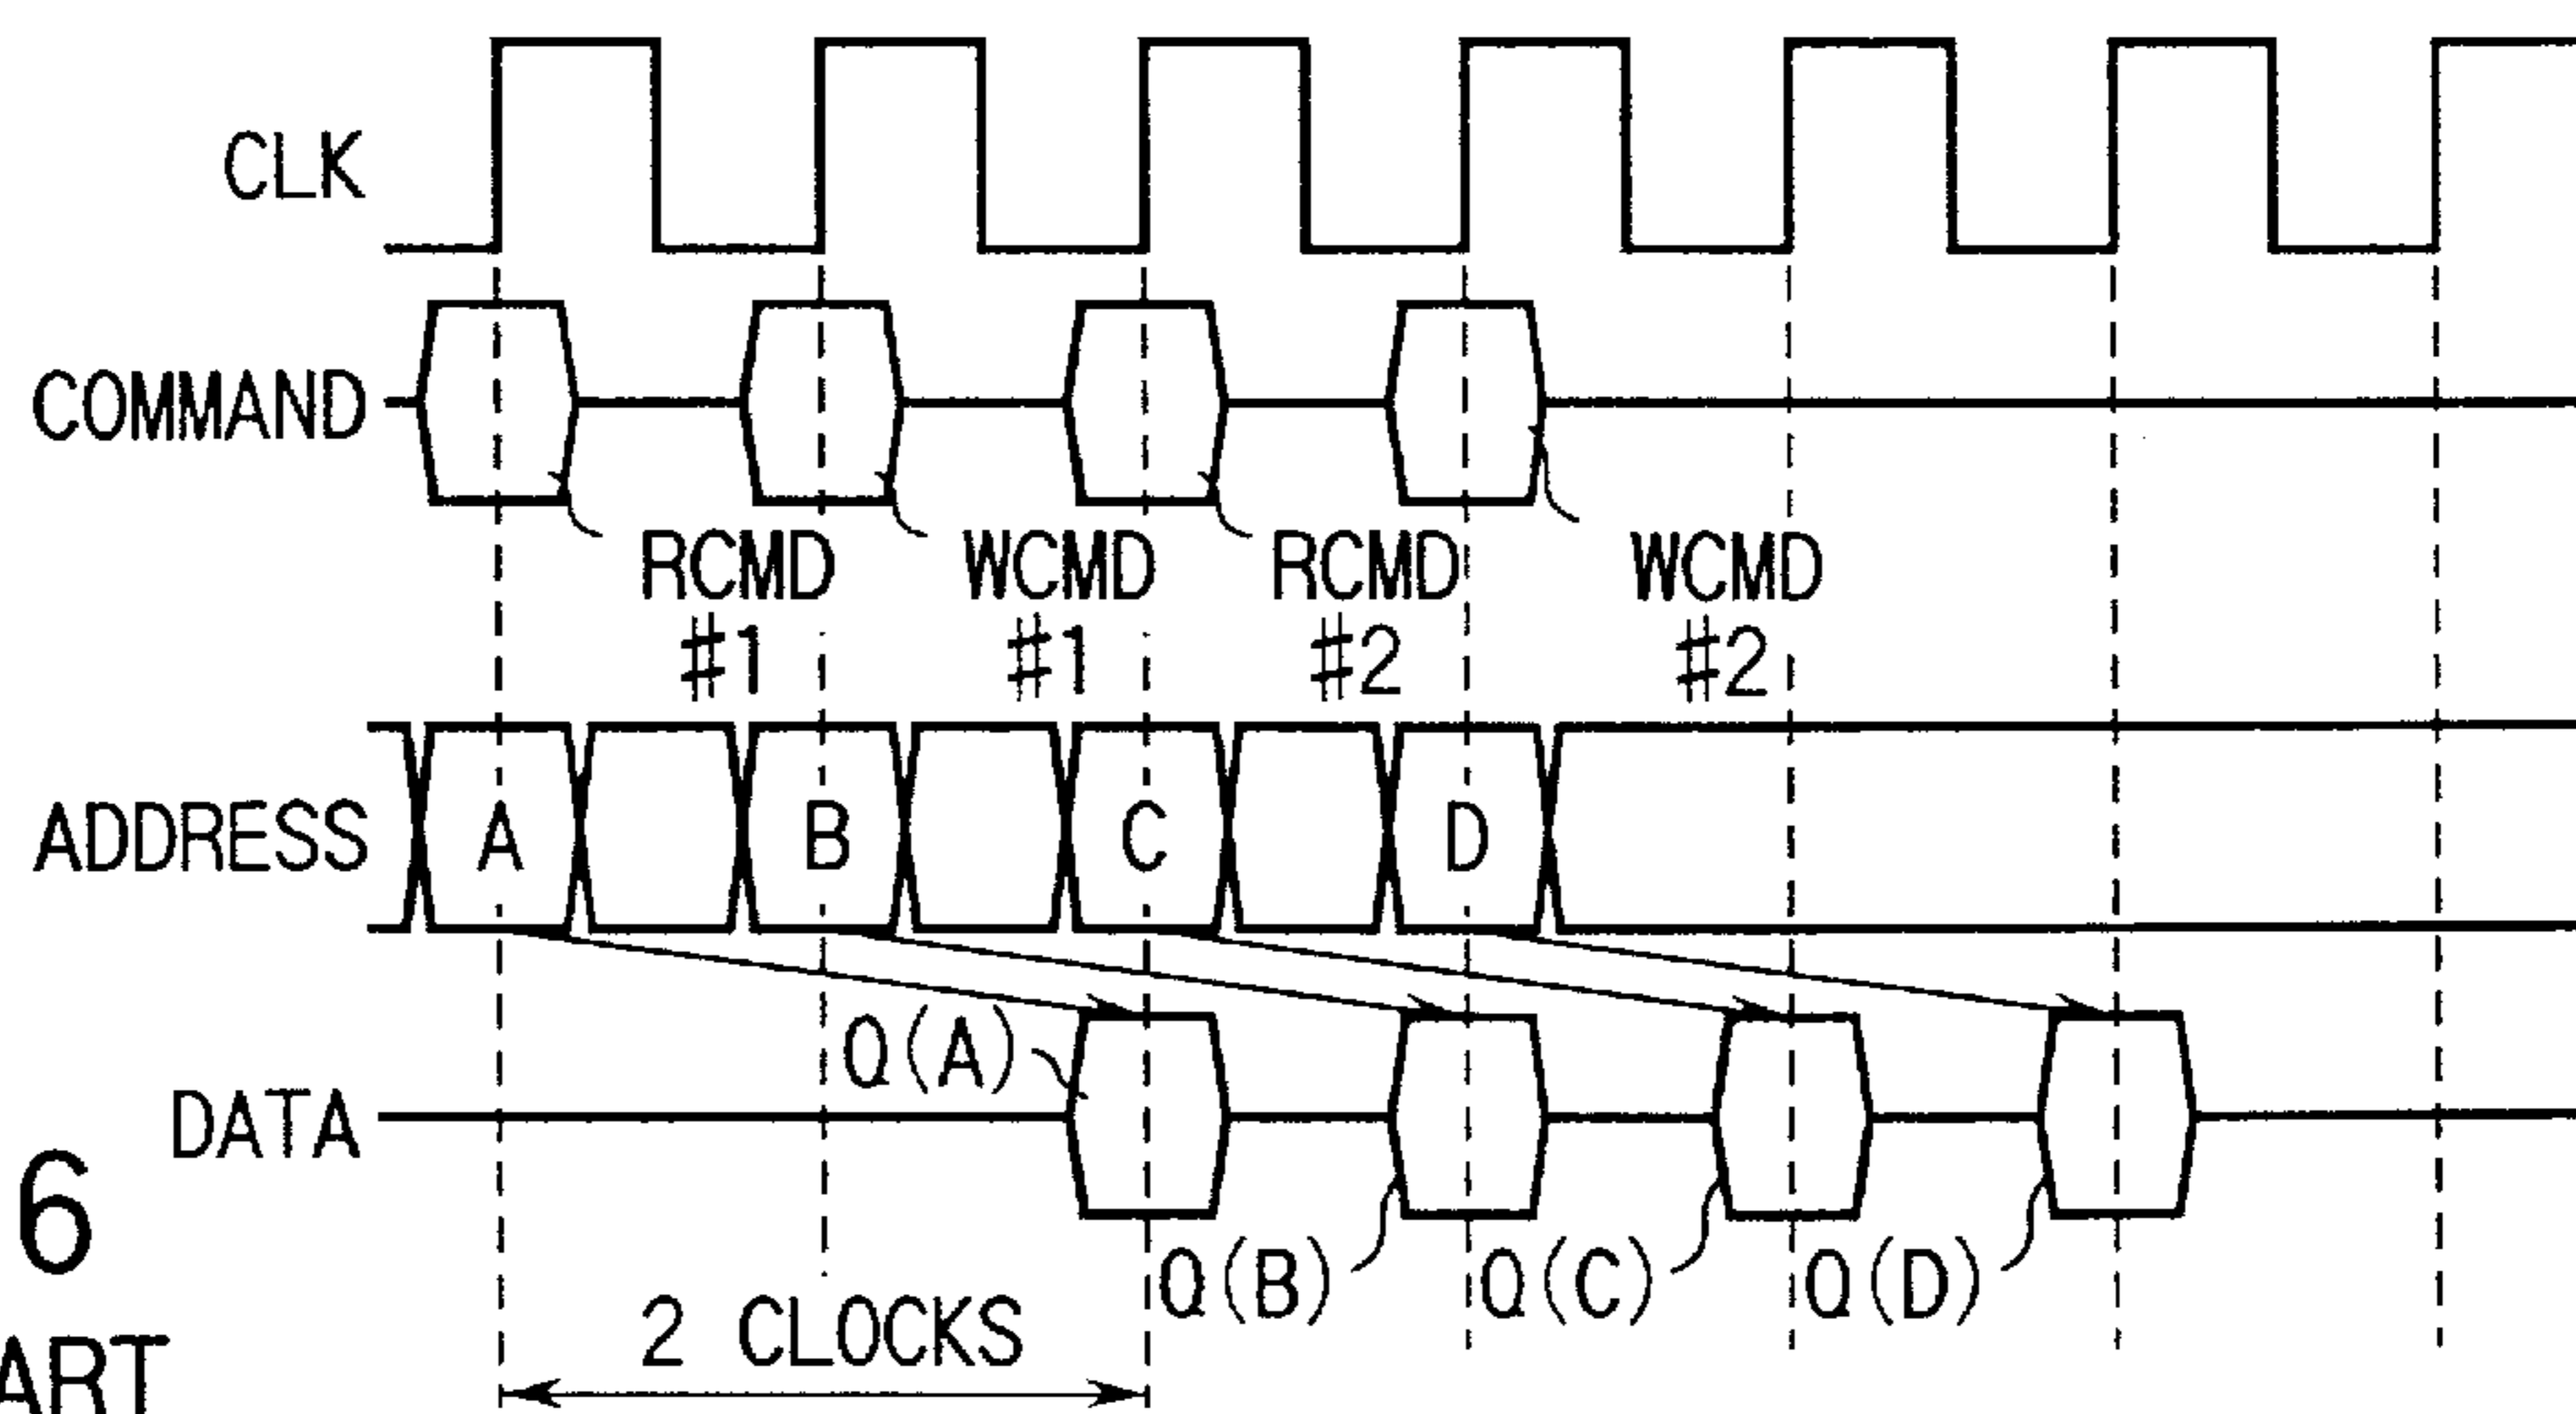 CLK
COMMAND
RCMD WCMD RCMD WCMD
#1 #1 #2 #2
ADDRESS A B C D
Q(A)
DATA
6
Q(B) Q(C) Q(D)
2 CLOCKS
ART